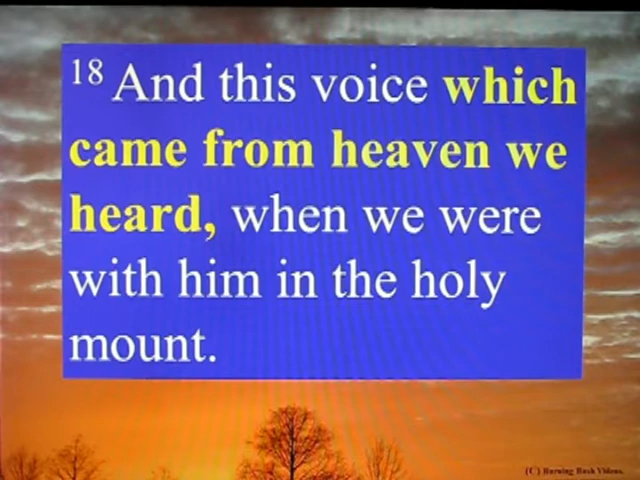 18 And this voice which
came from heaven we
heard, when we were
with him in the holy
mount.
(C) Burning Bush Videos.